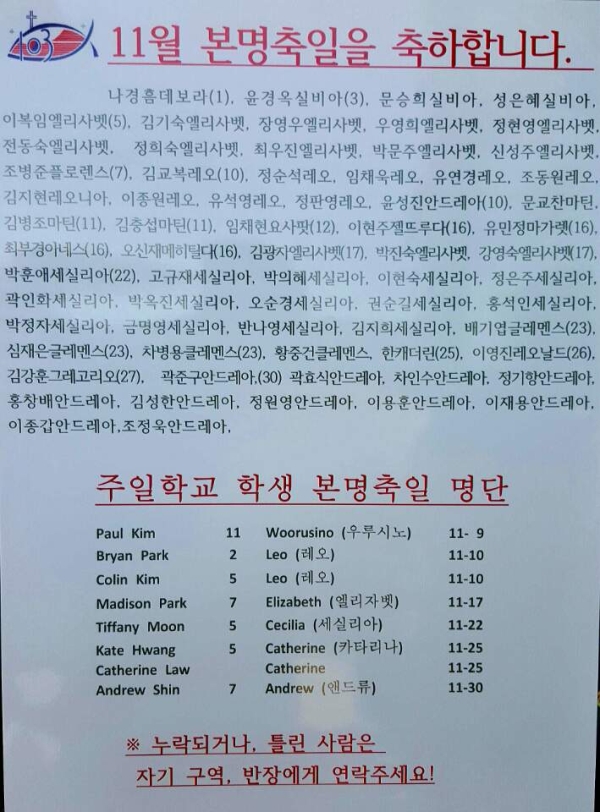 11월 본명축일을 축하합니다.
나경흠데보라(1), 윤경옥실비아(3), 문승희실비아, 성은혜실비아,
이복임엘리사벳(5), 김기숙엘리사벳, 장영우엘리사벳, 우영희엘리사벳, 정현영엘리사벳,
전동숙엘리사벳, 정희숙엘리사벳, 최우진엘리사벳, 박문주엘리사벳, 신성주엘리사벳,
조병준플로렌스(7), 김교복레오(10), 정순석레오, 임채욱레오, 유연경레오, 조동원레오,
김지현레오니아, 이종원레오, 유석영레오, 정판영레오, 윤성진안드레아(10), 문교찬마틴,
김병조마틴(11), 김충섭마틴(11), 임채현요사팟(12), 이현주젤뜨루다(16), 유민정마가렛(16),
최부경아네스(16), 오신재메히틸다(16), 김광자엘리사벳(17), 박진숙엘리사벳, 강영숙엘리사벳(17),
박훈애세실리아(22), 고규재세실리아, 박의혜세실리아, 이현숙세실리아, 정은주세실리아,
곽인화세실리아, 박옥진세실리아, 오순경세실리아, 권순길세실리아, 홍석인세실리아,
박정자세실리아, 금명영세실리아, 반나영세실리아, 김지희세실리아, 배기엽글레멘스(23),
심재은글레멘스(23), 차병용클레멘스(23), 황중건클레멘스, 한캐더린(25), 이영진레오날드(26),
김강훈그레고리오(27), 곽준구안드레아,(30) 곽효식안드레아, 차인수안드레아, 정기향안드레아,
홍창배안드레아, 김성한안드레아, 정원영안드레아, 이용훈안드레아, 이재용안드레아,
이종갑안드레아,조정욱안드레아,
주일학교 학생 본명축일 명단
Paul Kim 11 Woorusino (우루시노) 11- 9
Bryan Park 2 Leo (레오) 11-10
Colin Kim 5 Leo (레오) 11-10
Madison Park 7 Elizabeth (엘리자벳) 11-17
Tiffany Moon 5 Cecilia (세실리아) 11-22
Kate Hwang 5 Catherine (카타리나) 11-25
Catherine Law Catherine 11-25
Andrew Shin 7 Andrew (앤드류) 11-30
※ 누락되거나, 틀린 사람은
자기 구역, 반장에게 연락주세요!